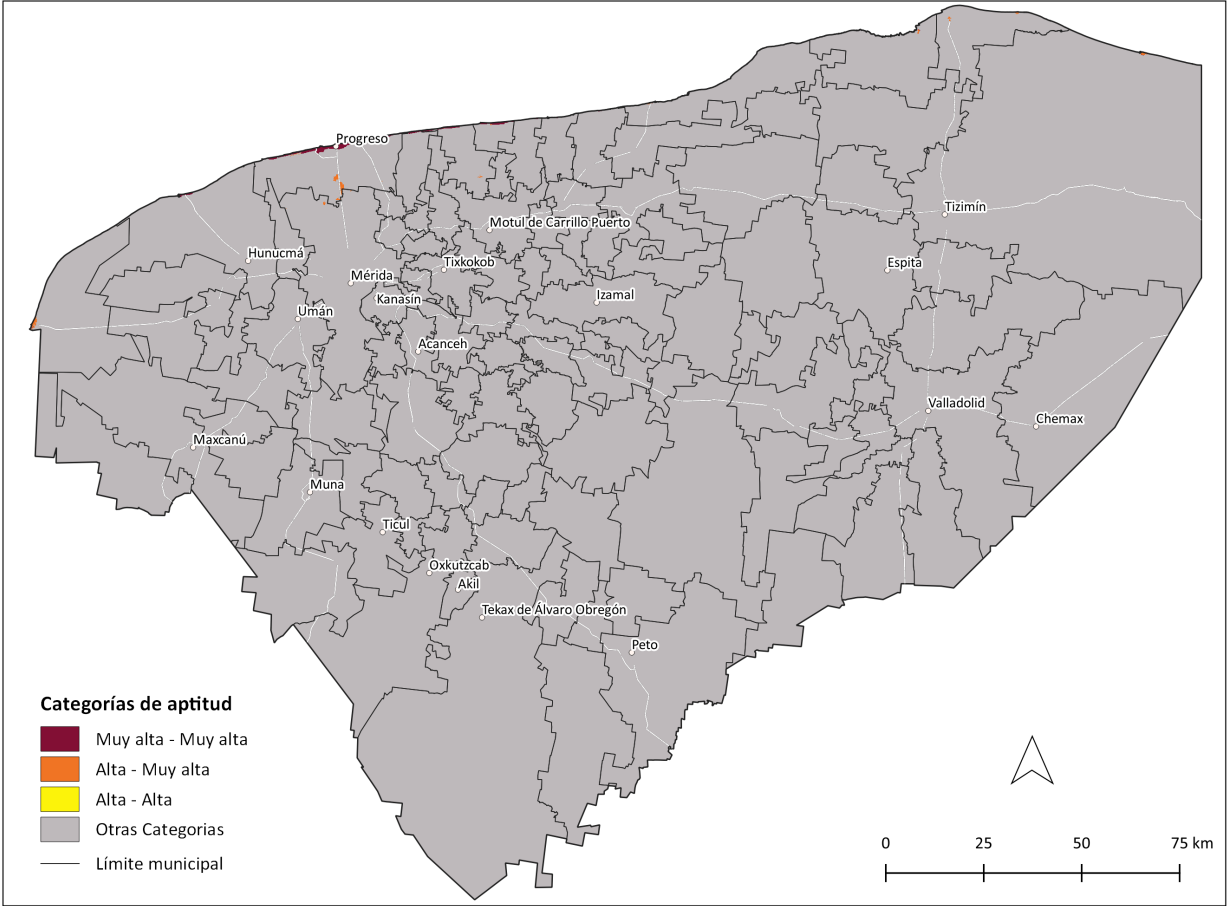 Progreso
Motul de Carrillo Puerto
Tizimín
Hunucmá
Tixkokob
Espita
Mérida
Kanasín
Izamal
Umán
Acanceh
Valladolid
Chemax
Maxcanú
Muna
Ticul
Oxkutzcab
Akil
Tekax de Álvaro Obregón
Peto
Categorías de aptitud
Muy alta - Muy alta
Alta - Muy alta
Alta - Alta
Otras Categorias
Límite municipal
0 25 50 75 km